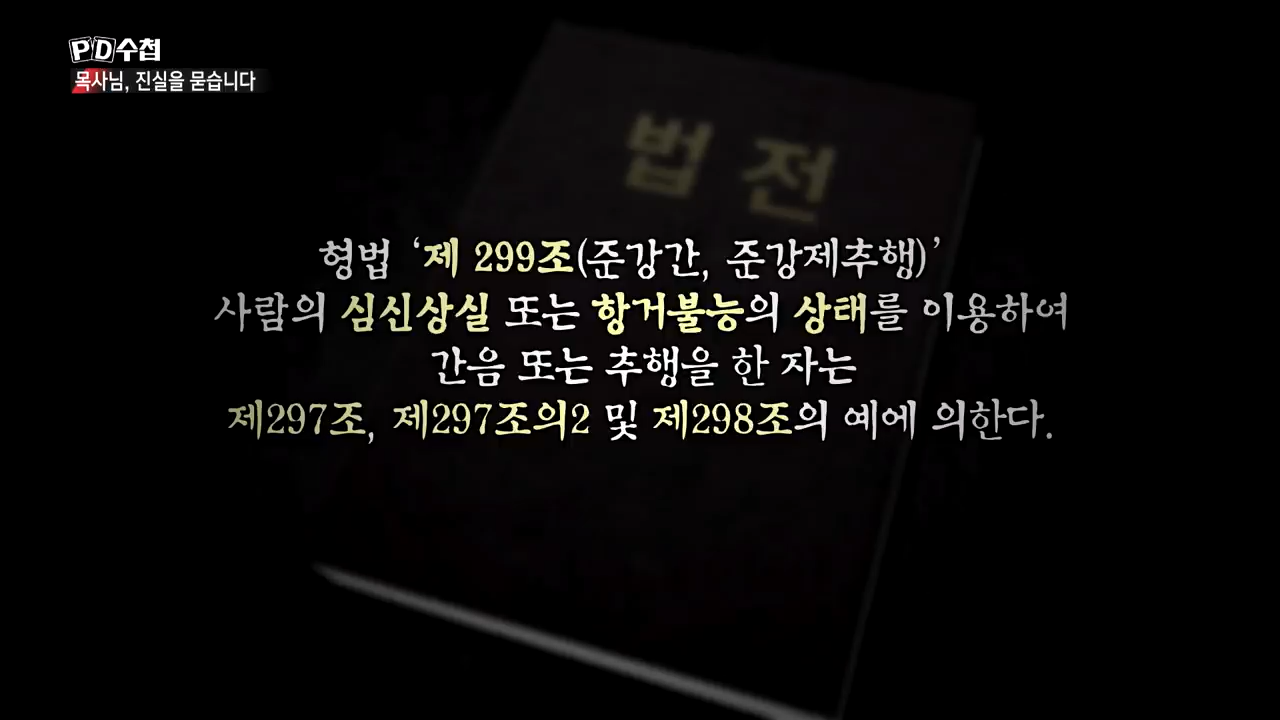 PD수첩
목사님, 진실을 묻습니다
법전
형법 ‘제 299조(준강간, 준강제추행)’
사람의 심신상실 또는 항거불능의 상태를 이용하여
간음 또는 추행을 한 자는
제297조, 제297조의2 및 제298조의 예에 의한다.